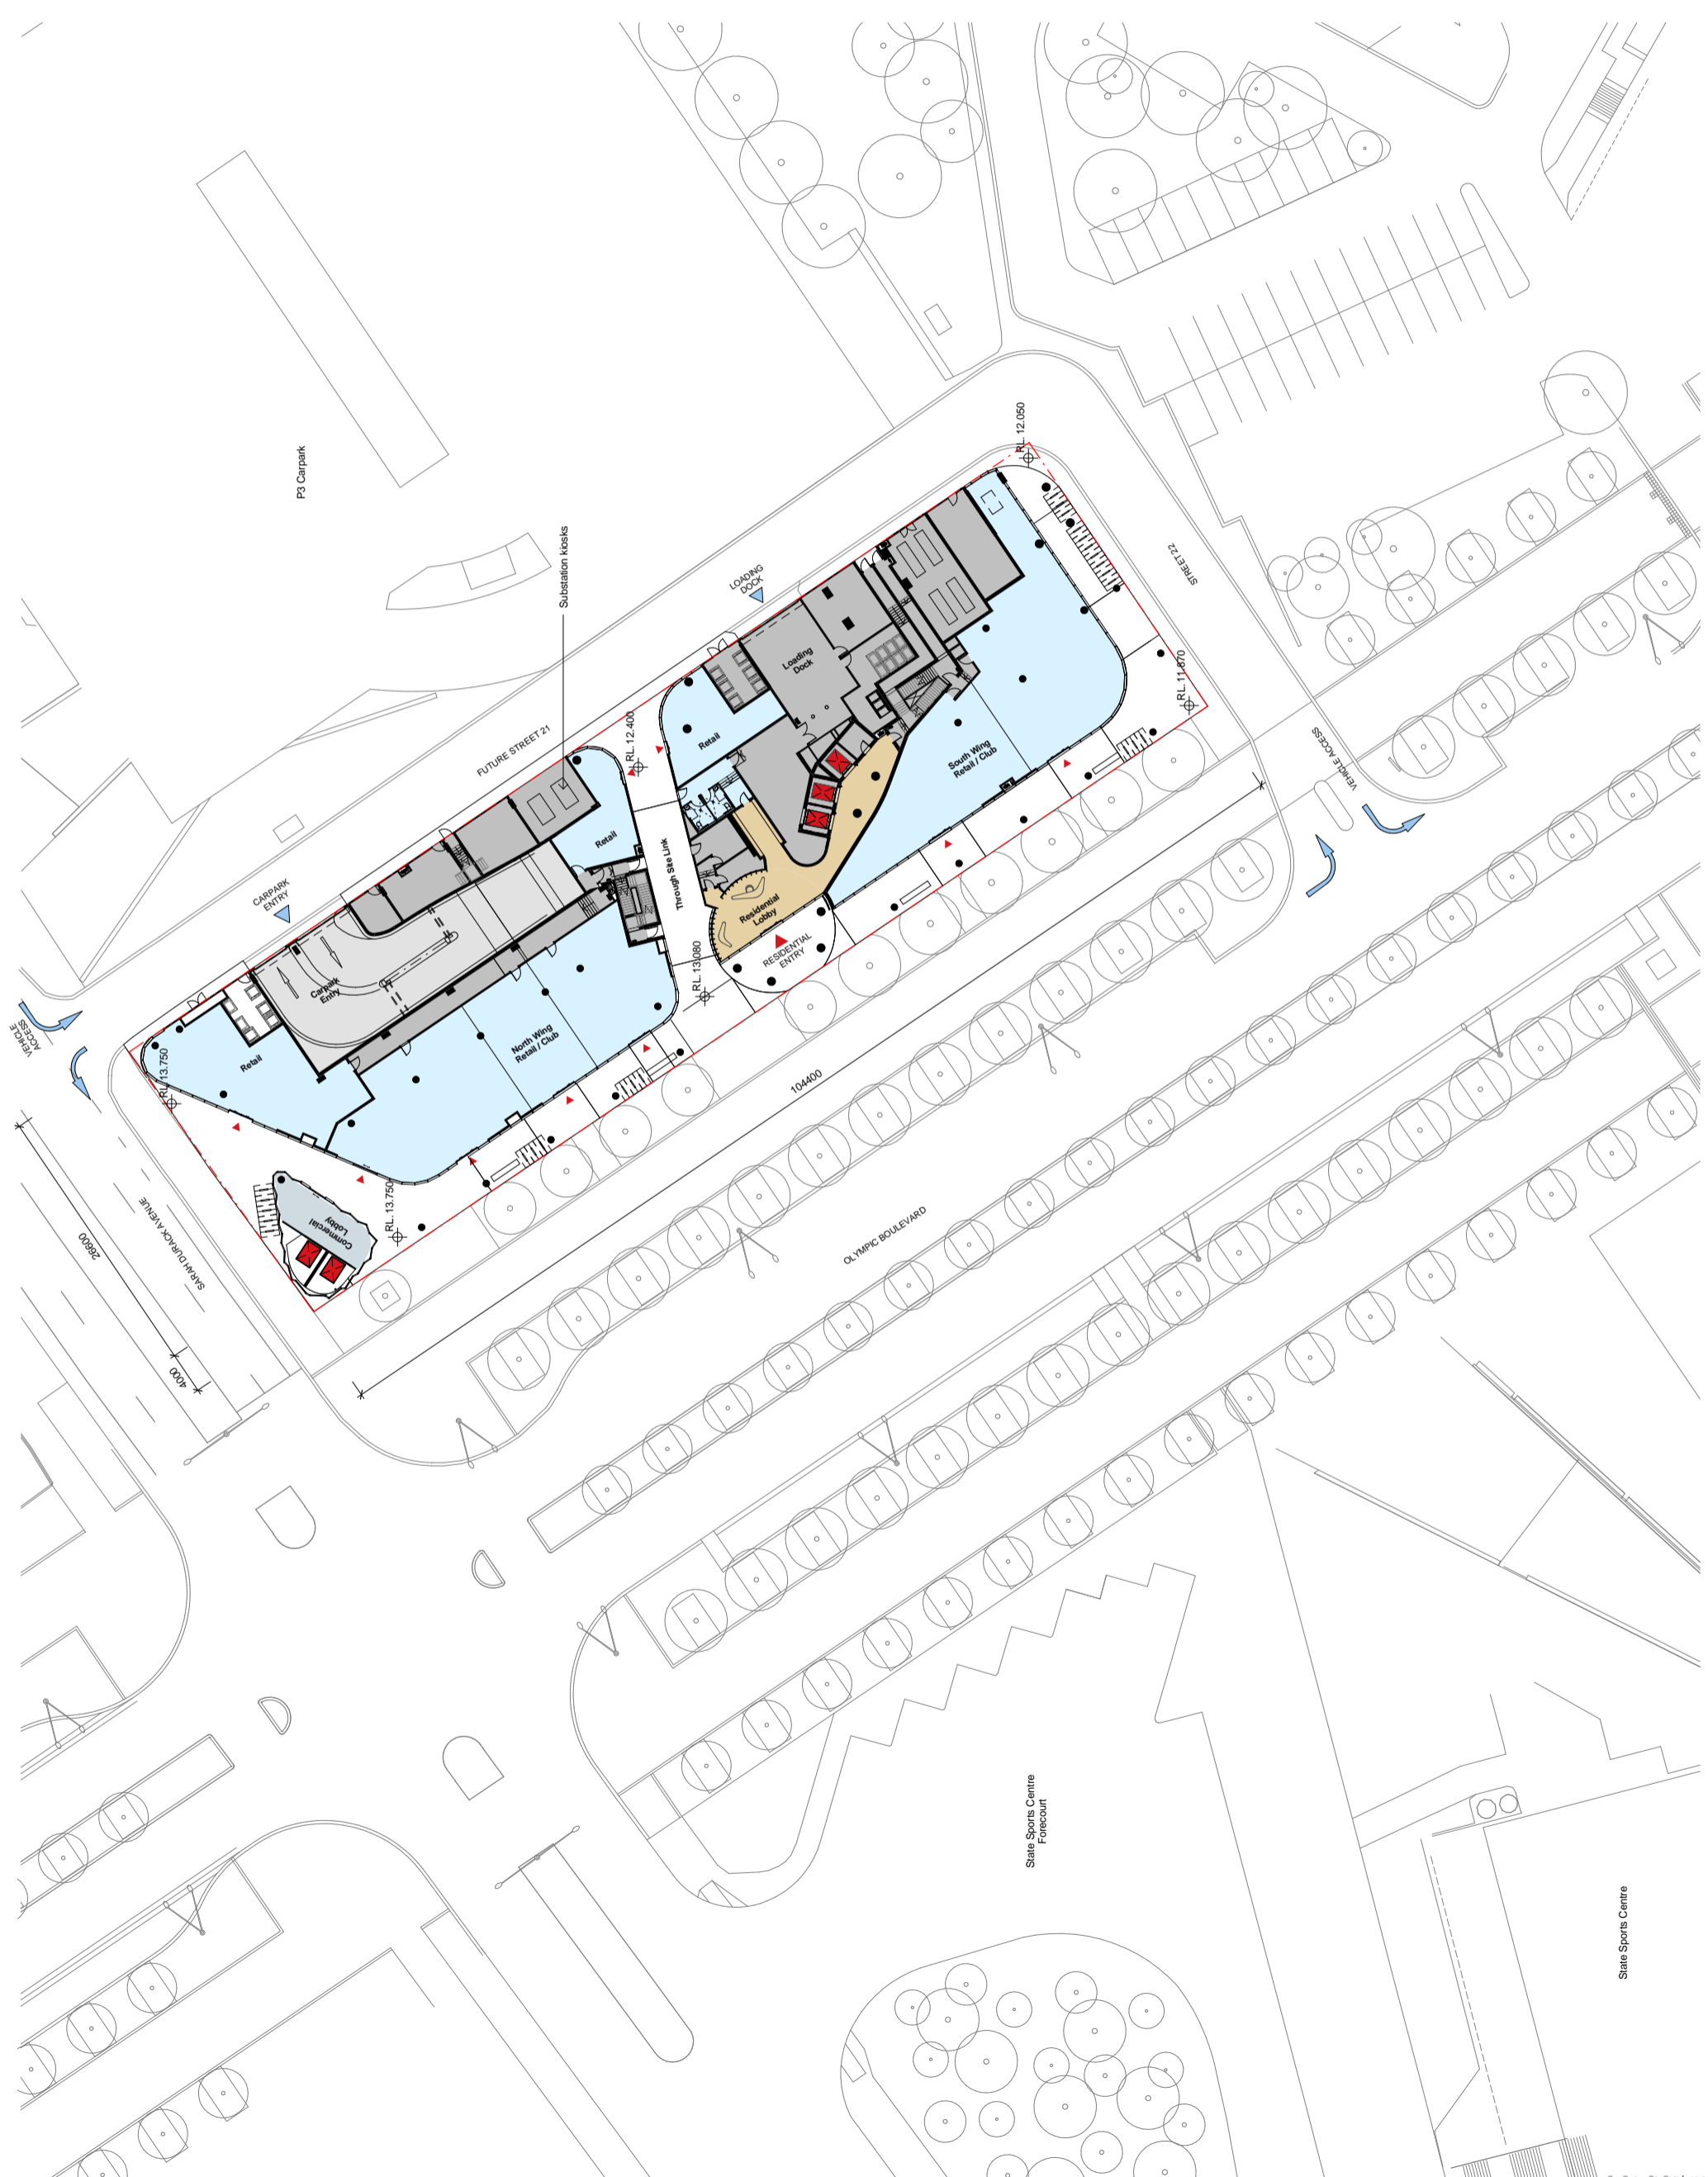 P3 Carpark
RL. 12.050
Substation kiosks
LOADING
DOCK
STREET 22
Loading
Dock
RL. 11.870
FUTURE STREET 21
RL. 12.400
Retail
South Wing
Retail / Club
VEHICLE ACCESS
Retail
Through Site Link
CARPARK
ENTRY
Residential
Lobby
RESIDENTIAL
ENTRY
RL. 13.080
Carpark
Entry
VEHICLE
ACCESS
North Wing
Retail / Club
Retail
RL. 13.750
104400
RL. 13.750
Commercial
Lobby
SARAH DURACK AVENUE
26600
4000
OLYMPIC BOULEVARD
State Sports Centre
Forecourt
State Sports Centre